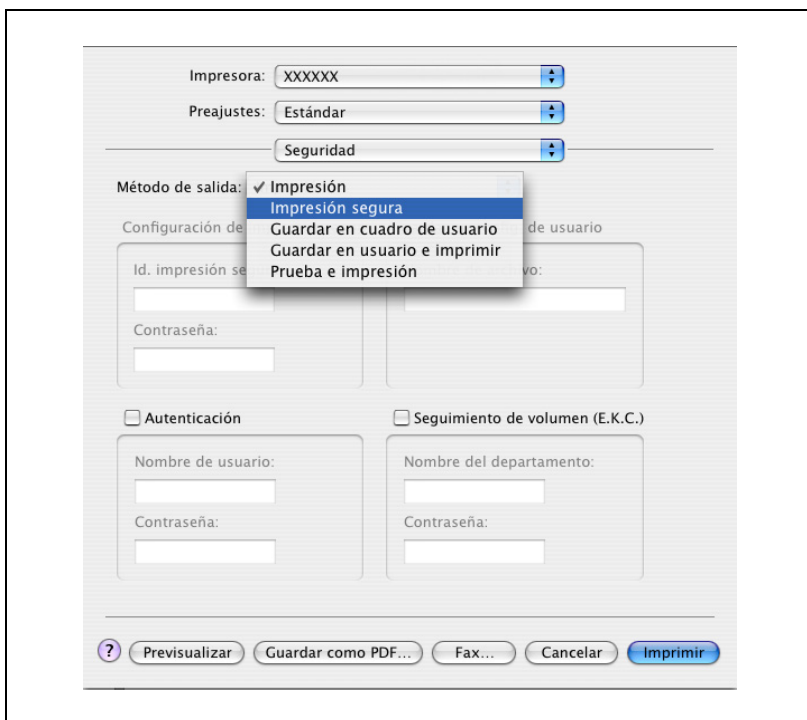 Impresora: XXXXXX
Preajustes: Estándar
Seguridad
Método de salida: ✓ Impresión
Impresión segura
Guardar en cuadro de usuario
Guardar en usuario e imprimir
Prueba e impresión
Configuración de
de usuario
Id. impresión
Contraseña:
Autenticación
Seguimiento de volumen (E.K.C.)
Nombre de usuario:
Nombre del departamento:
Contraseña:
Contraseña:
? Previsualizar Guardar como PDF... Fax... Cancelar Imprimir